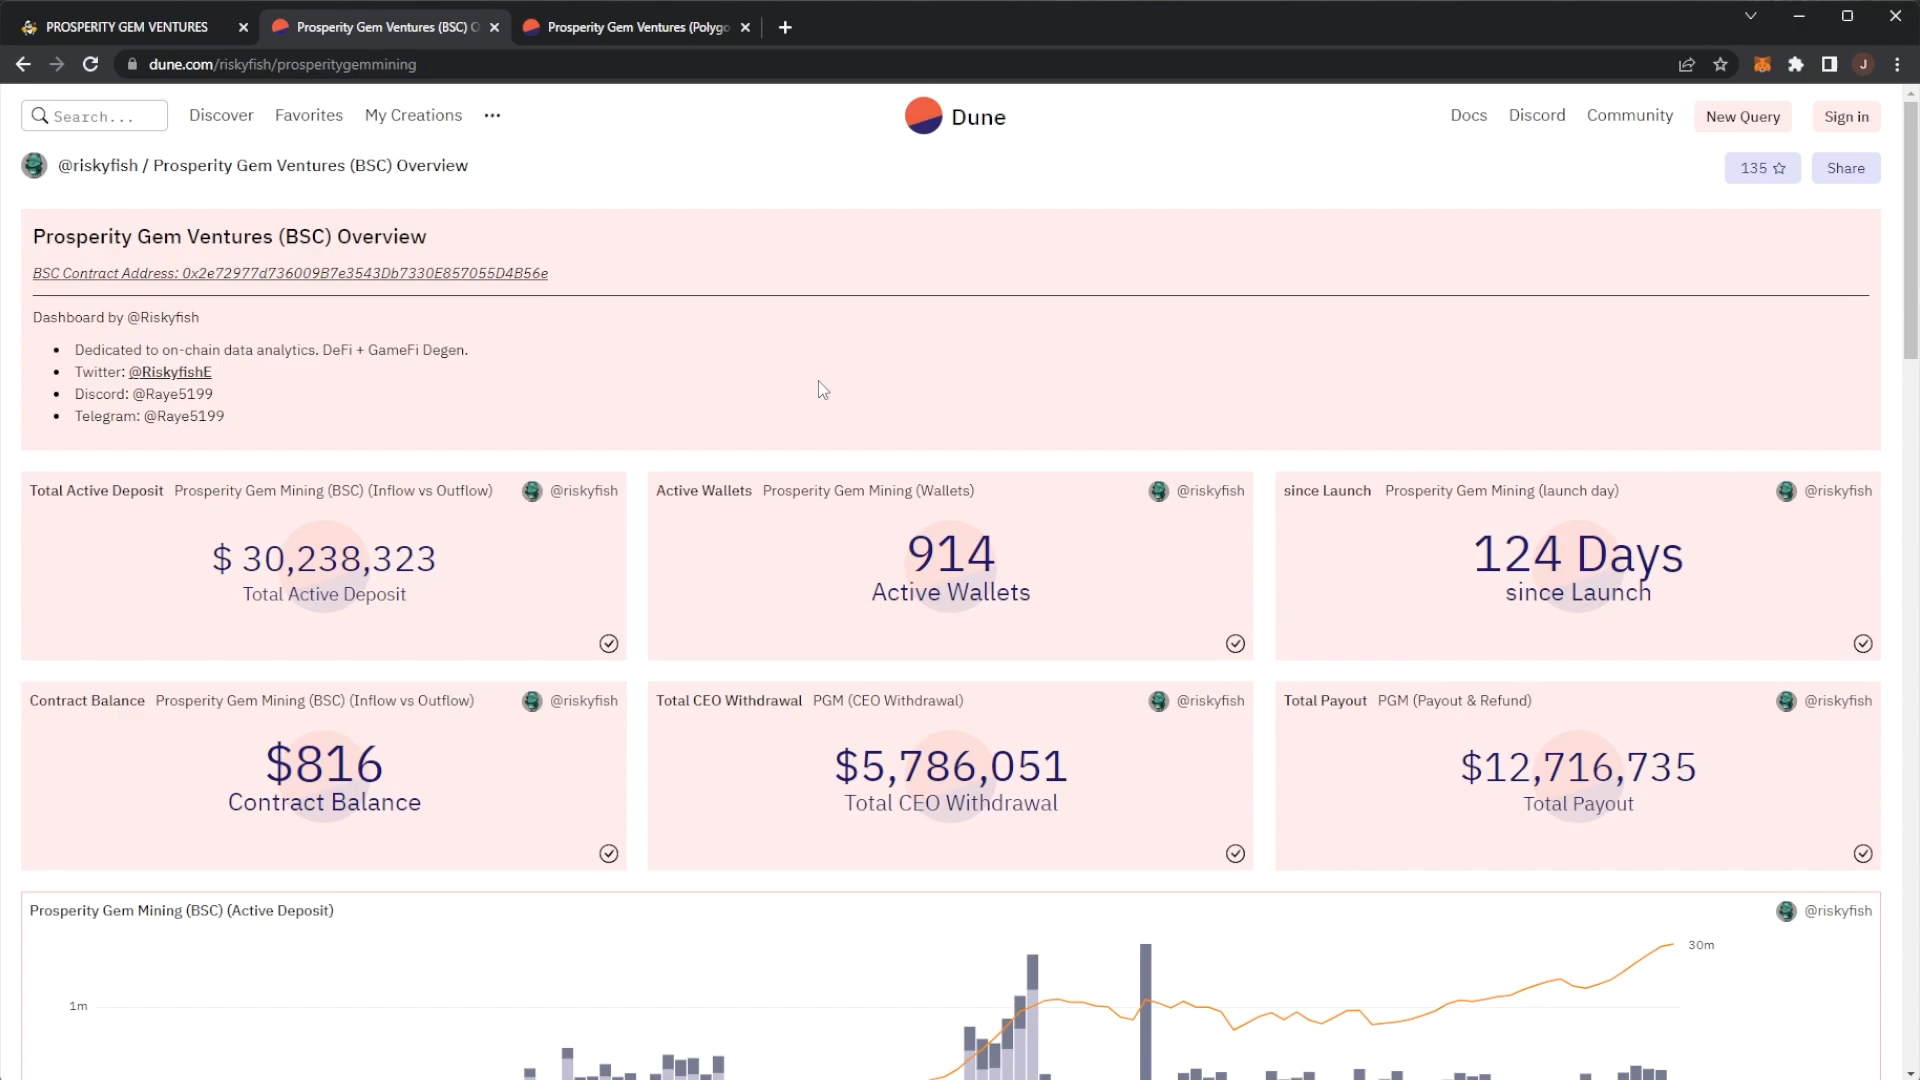 PROSPERITY GEM VENTURES
Prosperity Gem Ventures (BSC) O
Prosperity Gem Ventures (Polygo
dune.com/riskyfish/prosperitygemmining
J
Search...
Discover
Favorites
My Creations
Dune
Docs
Discord
Community
New Query
Sign in
@riskyfish / Prosperity Gem Ventures (BSC) Overview
135
Share
Prosperity Gem Ventures (BSC) Overview
BSC Contract Address: 0x2e72977d736009B7e3543Db7330E857055D4B56e
Dashboard by @Riskyfish
Dedicated to on-chain data analytics. DeFi + GameFi Degen.
Twitter: @RiskyfishE
Discord: @Raye5199
Telegram: @Raye5199
Total Active Deposit Prosperity Gem Mining (BSC) (Inflow vs Outflow) @riskyfish
$ 30,238,323
Total Active Deposit
Active Wallets Prosperity Gem Mining (Wallets) @riskyfish
914
Active Wallets
since Launch Prosperity Gem Mining (launch day) @riskyfish
124 Days
since Launch
Contract Balance Prosperity Gem Mining (BSC) (Inflow vs Outflow) @riskyfish
$816
Contract Balance
Total CEO Withdrawal PGM (CEO Withdrawal) @riskyfish
$5,786,051
Total CEO Withdrawal
Total Payout PGM (Payout & Refund) @riskyfish
$12,716,735
Total Payout
Prosperity Gem Mining (BSC) (Active Deposit) @riskyfish
30m
1m